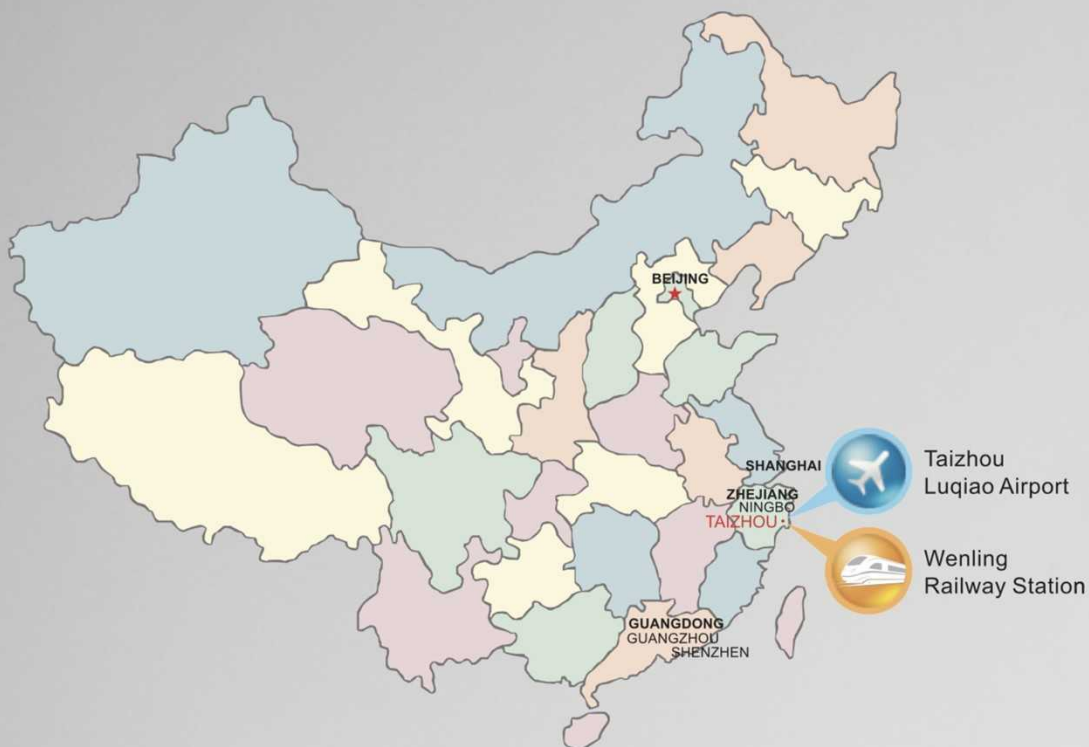 BEIJING
SHANGHAI
Taizhou
Luqiao Airport
ZHEJIANG
NINGBO
TAIZHOU
Wenling
Railway Station
GUANGDONG
GUANGZHOU
SHENZHEN